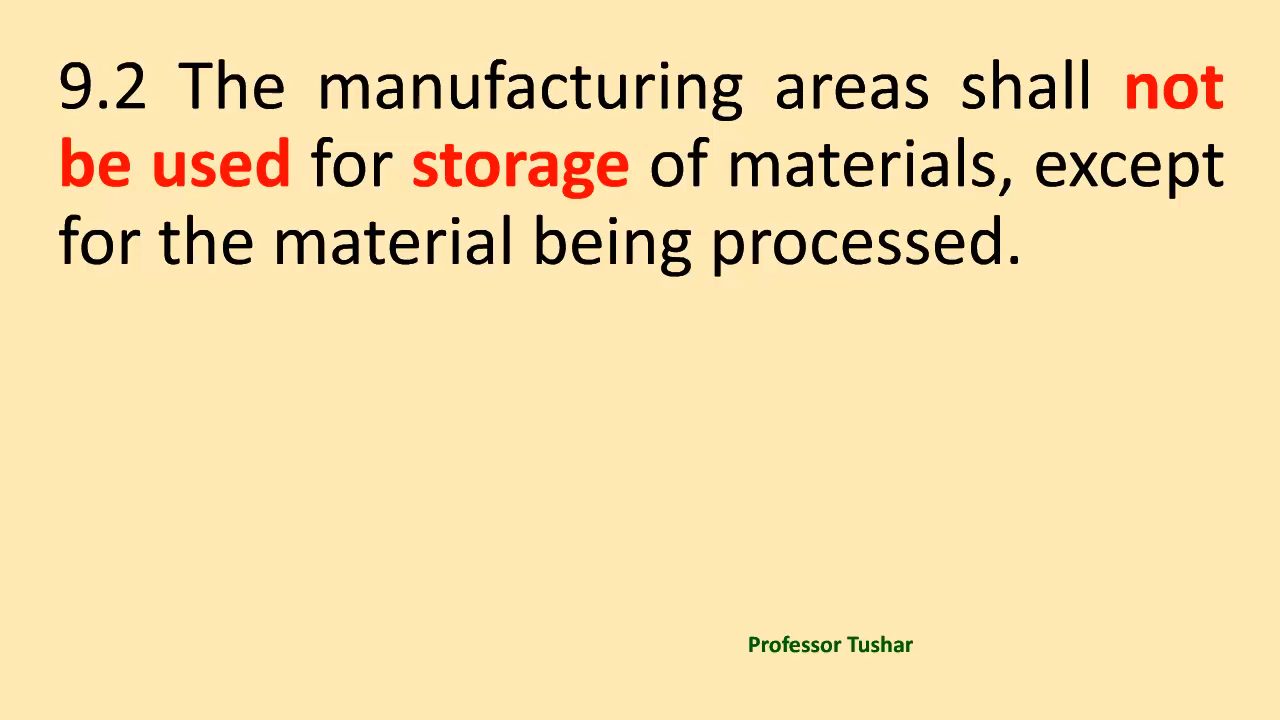 9.2 The manufacturing areas shall not
be used for storage of materials, except
for the material being processed.
Professor Tushar